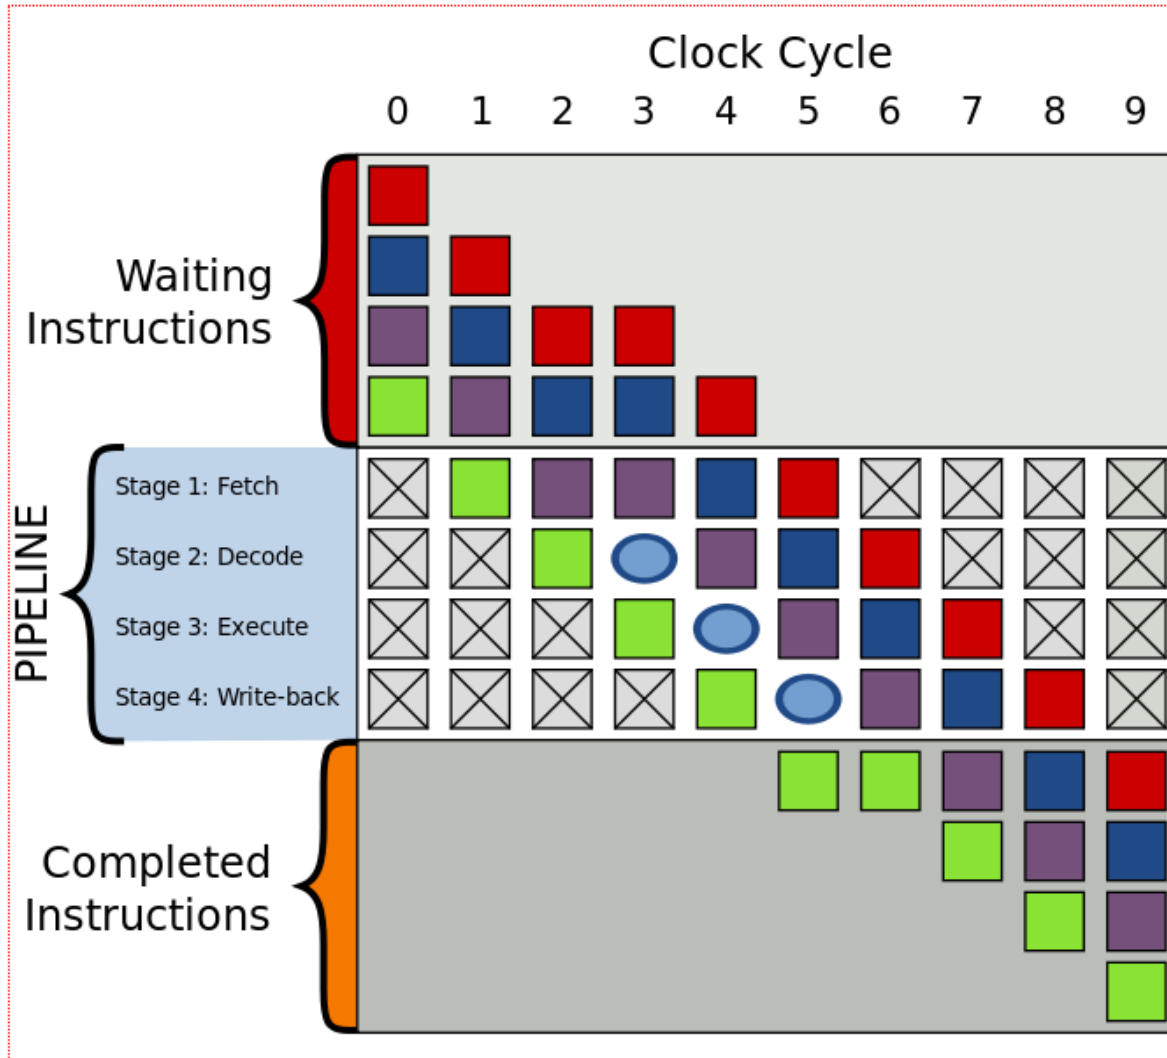 Clock Cycle
0 1 2 3 4 5 6 7 8 9
Waiting
Instructions
PIPELINE
Stage 1: Fetch
Stage 2: Decode
Stage 3: Execute
Stage 4: Write-back
Completed
Instructions